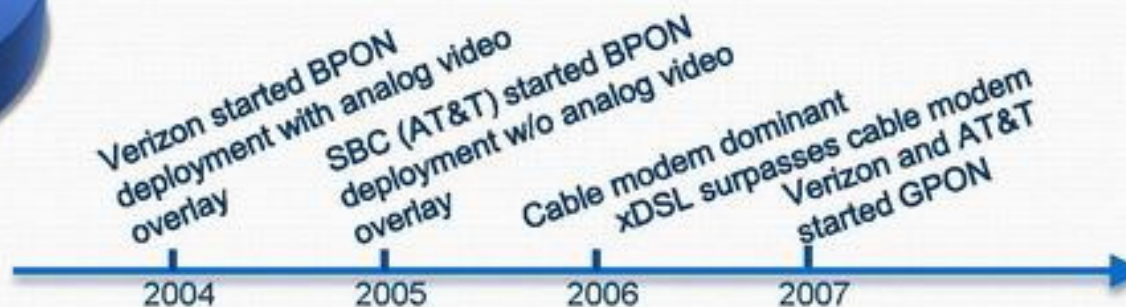 Verizon started BPON
deployment with analog video
overlay
SBC (AT&T) started BPON
deployment w/o analog video
overlay
Cable modem dominant
xDSL surpasses cable modem
Verizon and AT&T
started GPON
2004
2005
2006
2007